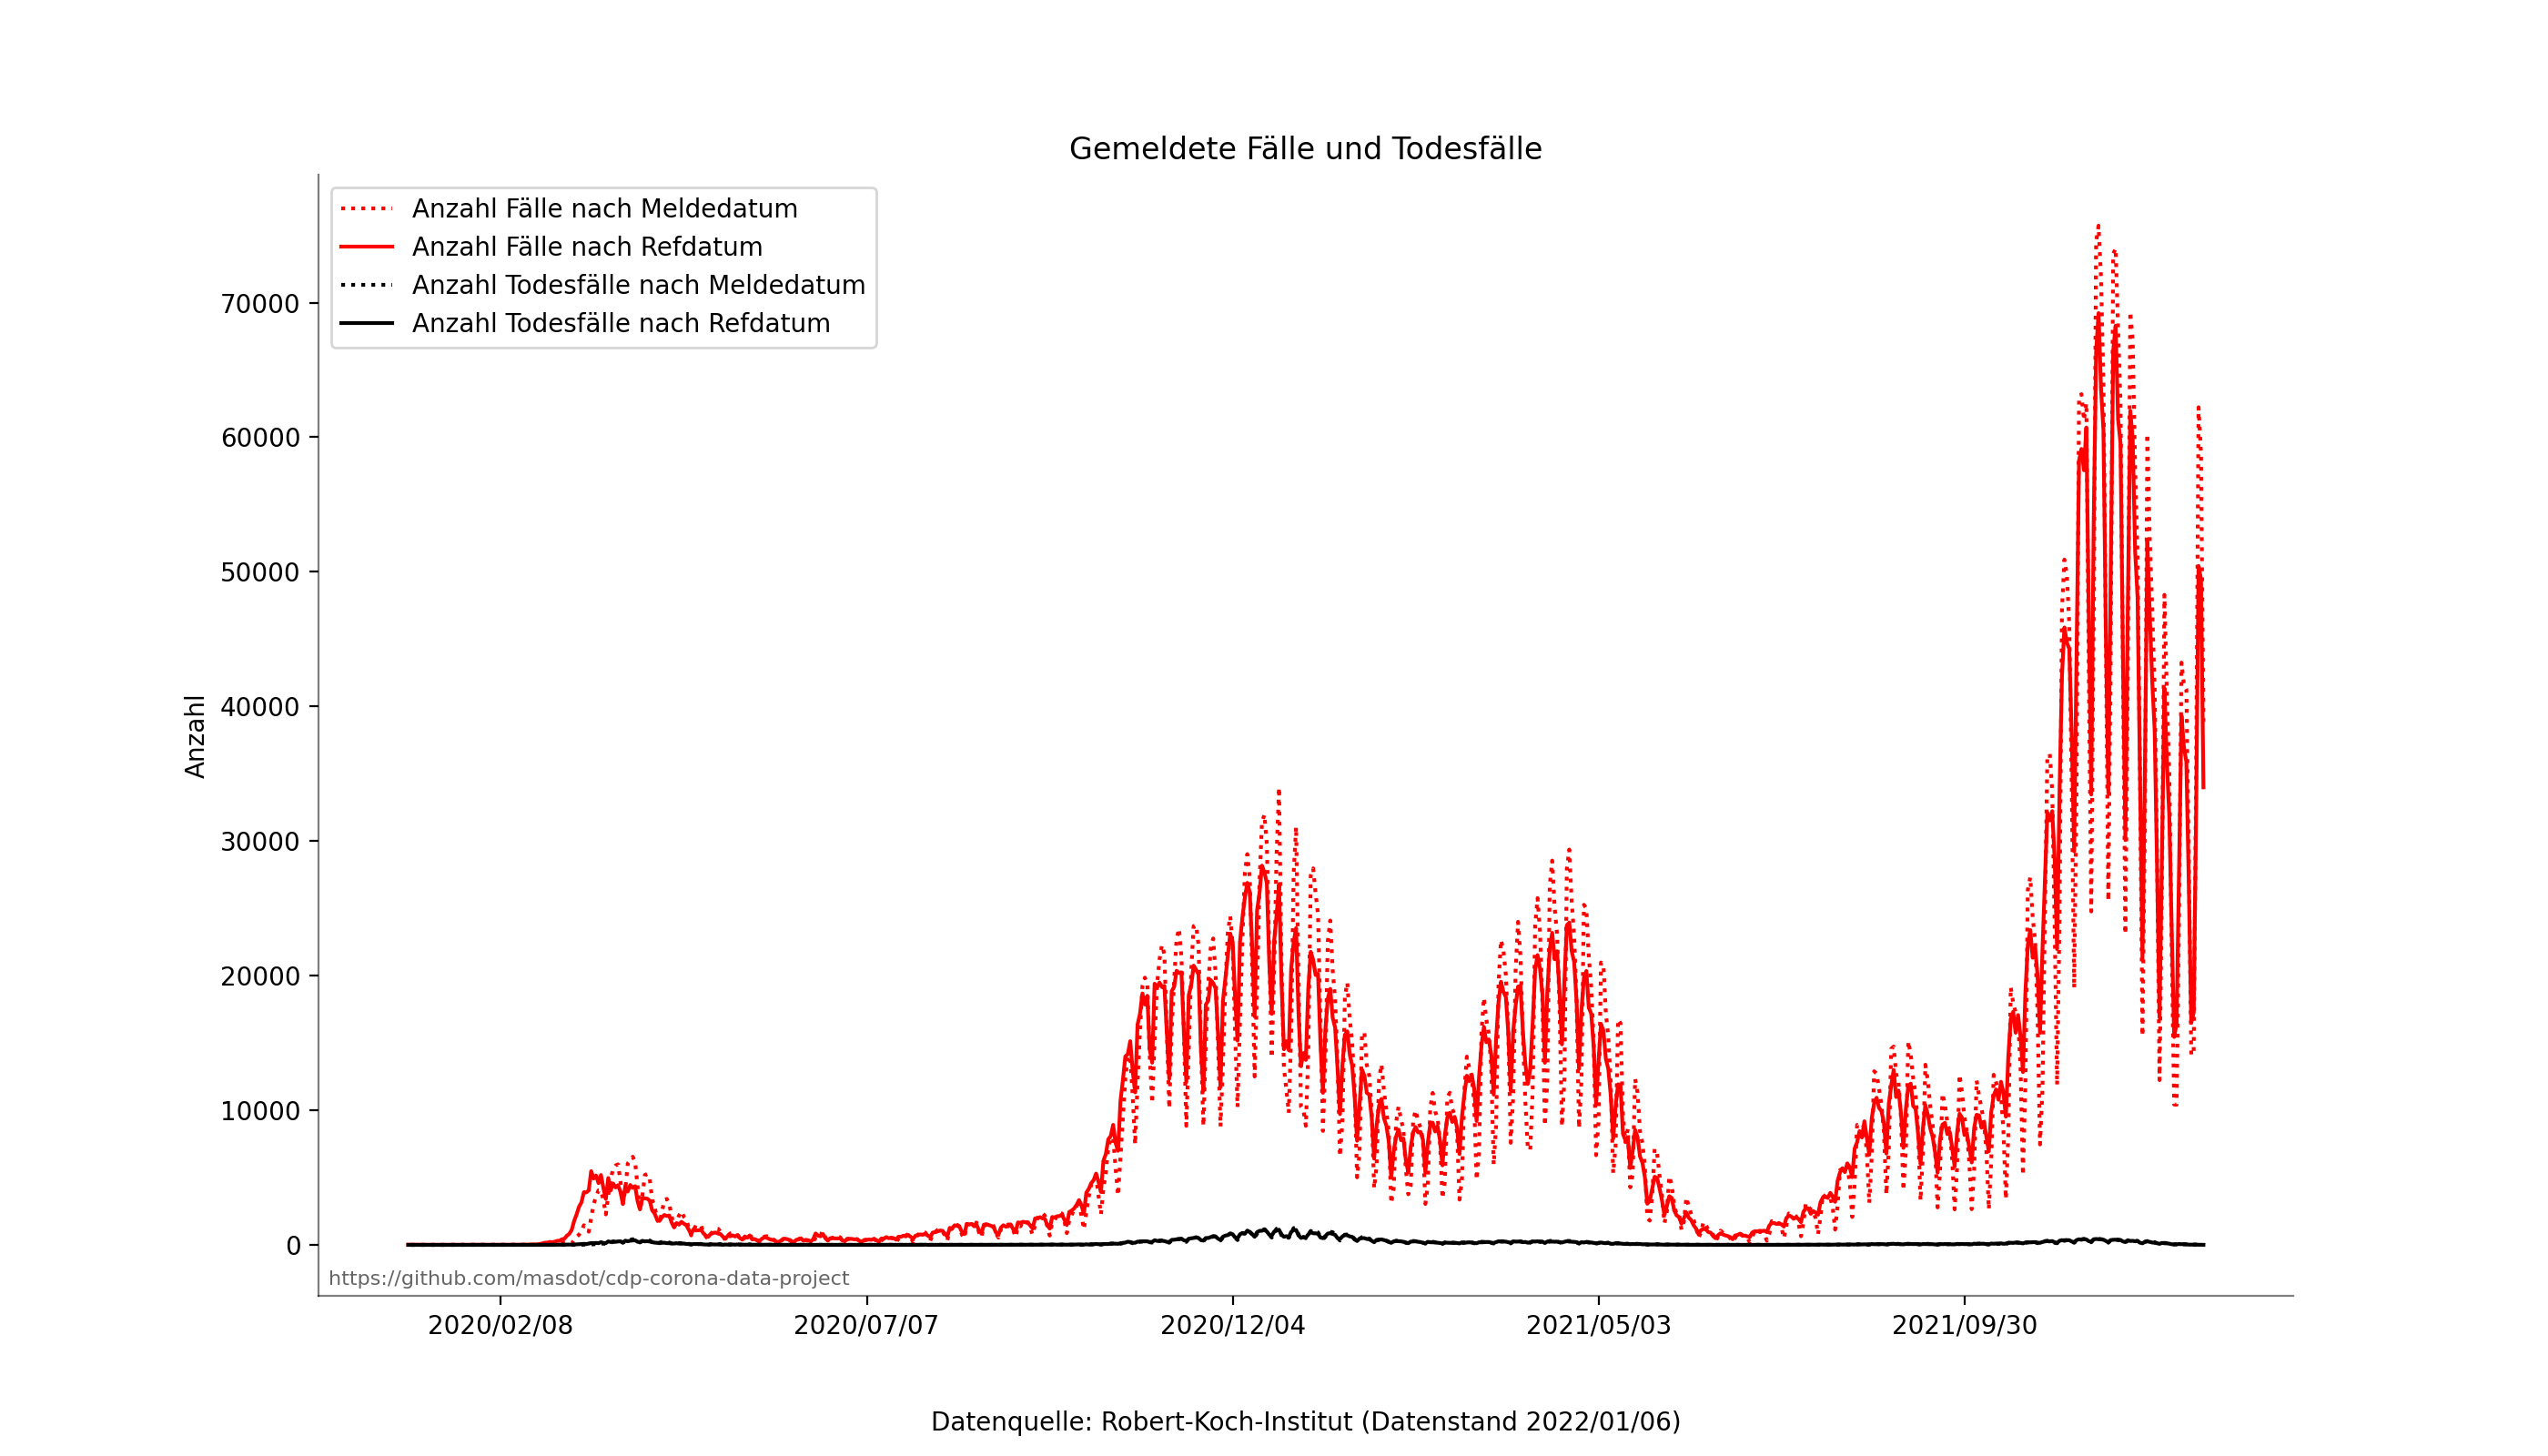 Gemeldete Fälle und Todesfälle
Anzahl Fälle nach Meldedatum
Anzahl Fälle nach Refdatum
Anzahl Todesfälle nach Meldedatum
Anzahl Todesfälle nach Refdatum
70000
60000
50000
40000
30000
20000
10000
0
Anzahl
https://github.com/masdot/cdp-corona-data-project
2020/02/08 2020/07/07 2020/12/04 2021/05/03 2021/09/30
Datenquelle: Robert-Koch-Institut (Datenstand 2022/01/06)